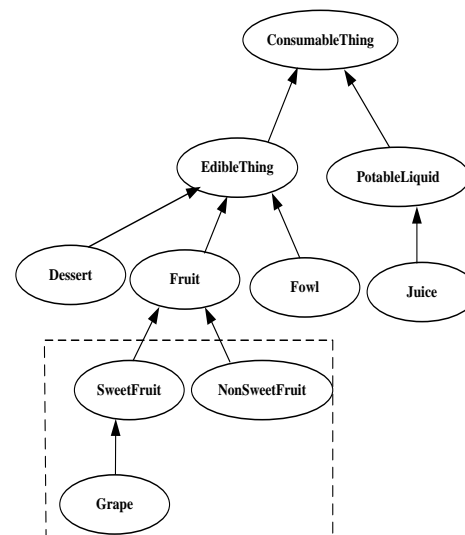 ConsumableThing
EdibleThing
PotableLiquid
Dessert
Fruit
Fowl
Juice
SweetFruit
NonSweetFruit
Grape